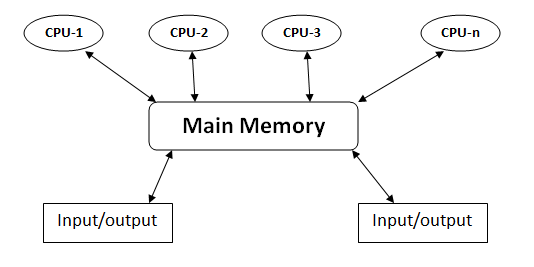 CPU-1
CPU-2
CPU-3
CPU-n
Main Memory
Input/output
Input/output